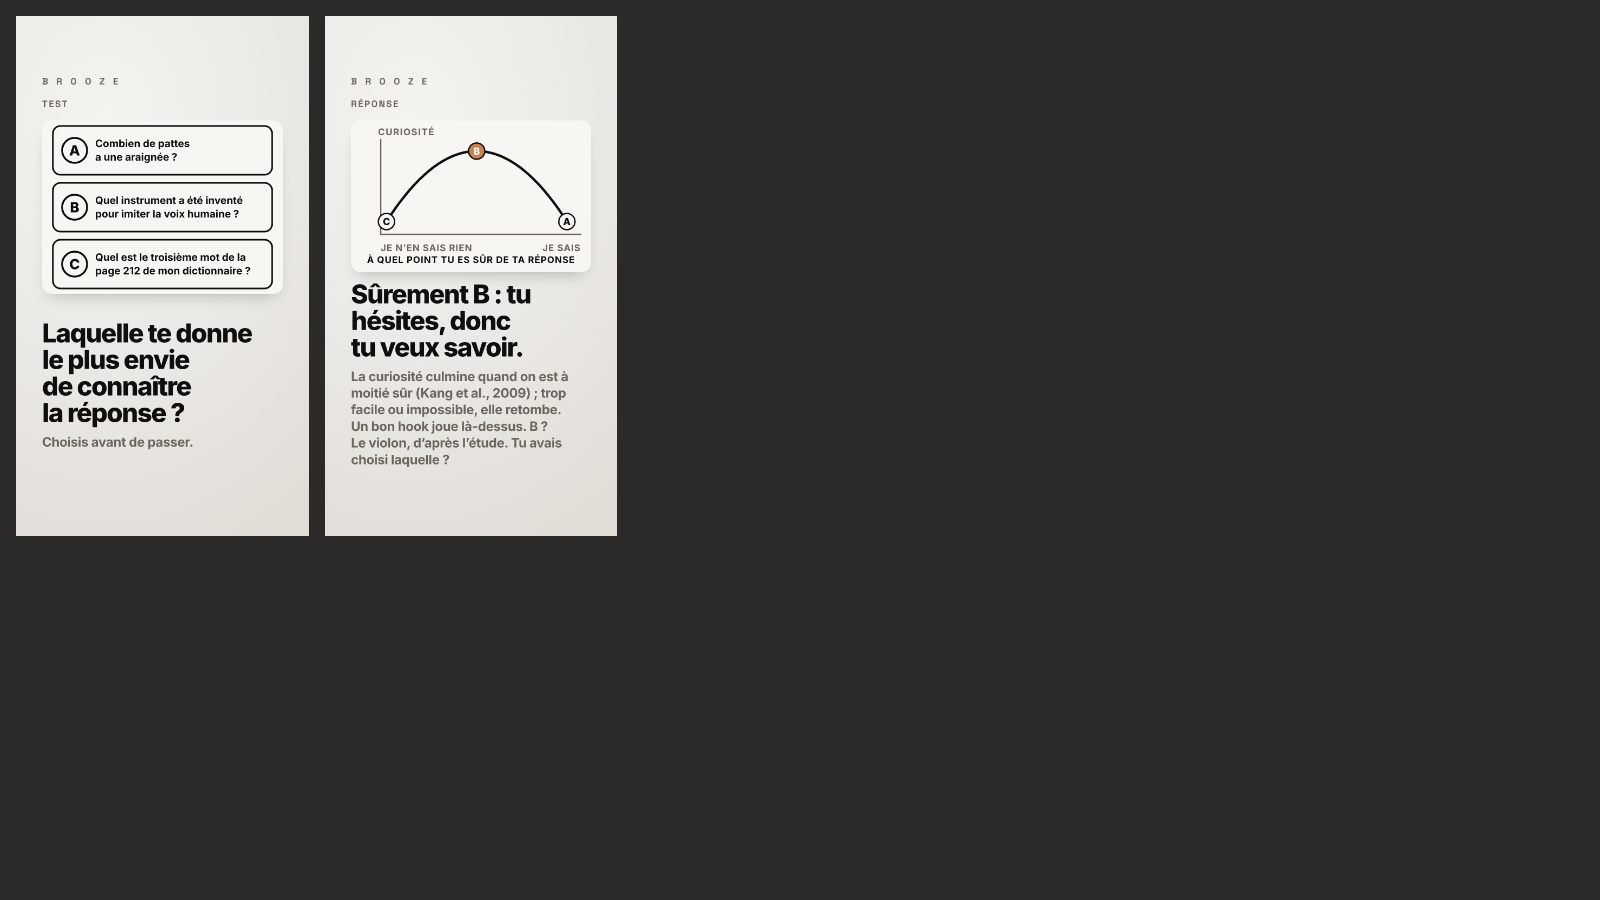 BROOZE
TEST
A
Combien de pattes
a une araignée ?
B
Quel instrument a été inventé
pour imiter la voix humaine ?
C
Quel est le troisième mot de la
page 212 de mon dictionnaire ?
Laquelle te donne
le plus envie
de connaître
la réponse ?
Choisis avant de passer.
BROOZE
RÉPONSE
CURIOSITÉ
B
C
A
JE N’EN SAIS RIEN
JE SAIS
À QUEL POINT TU ES SÛR DE TA RÉPONSE
Sûrement B : tu
hésites, donc
tu veux savoir.
La curiosité culmine quand on est à
moitié sûr (Kang et al., 2009) ; trop
facile ou impossible, elle retombe.
Un bon hook joue là-dessus. B ?
Le violon, d’après l’étude. Tu avais
choisi laquelle ?